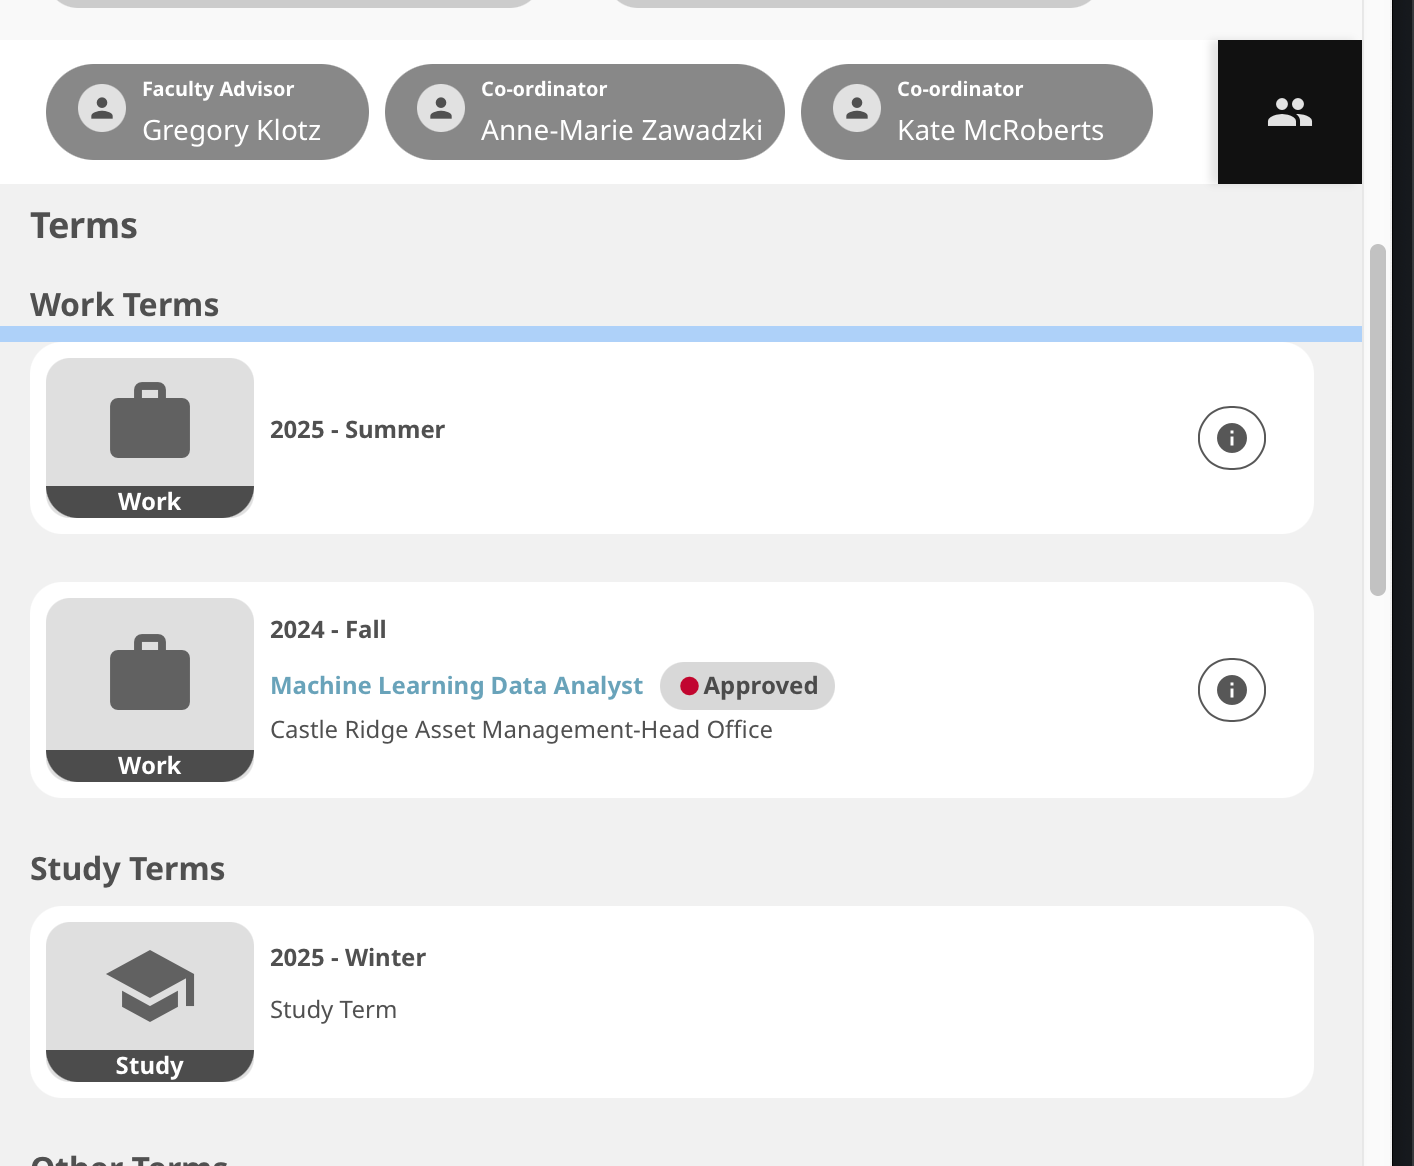 Faculty Advisor
Gregory Klotz
Co-ordinator
Anne-Marie Zawadzki
Co-ordinator
Kate McRoberts
Terms
Work Terms
2025 - Summer
Work
2024 - Fall
Machine Learning Data Analyst
Approved
Castle Ridge Asset Management-Head Office
Work
Study Terms
2025 - Winter
Study Term
Study
Other Terms